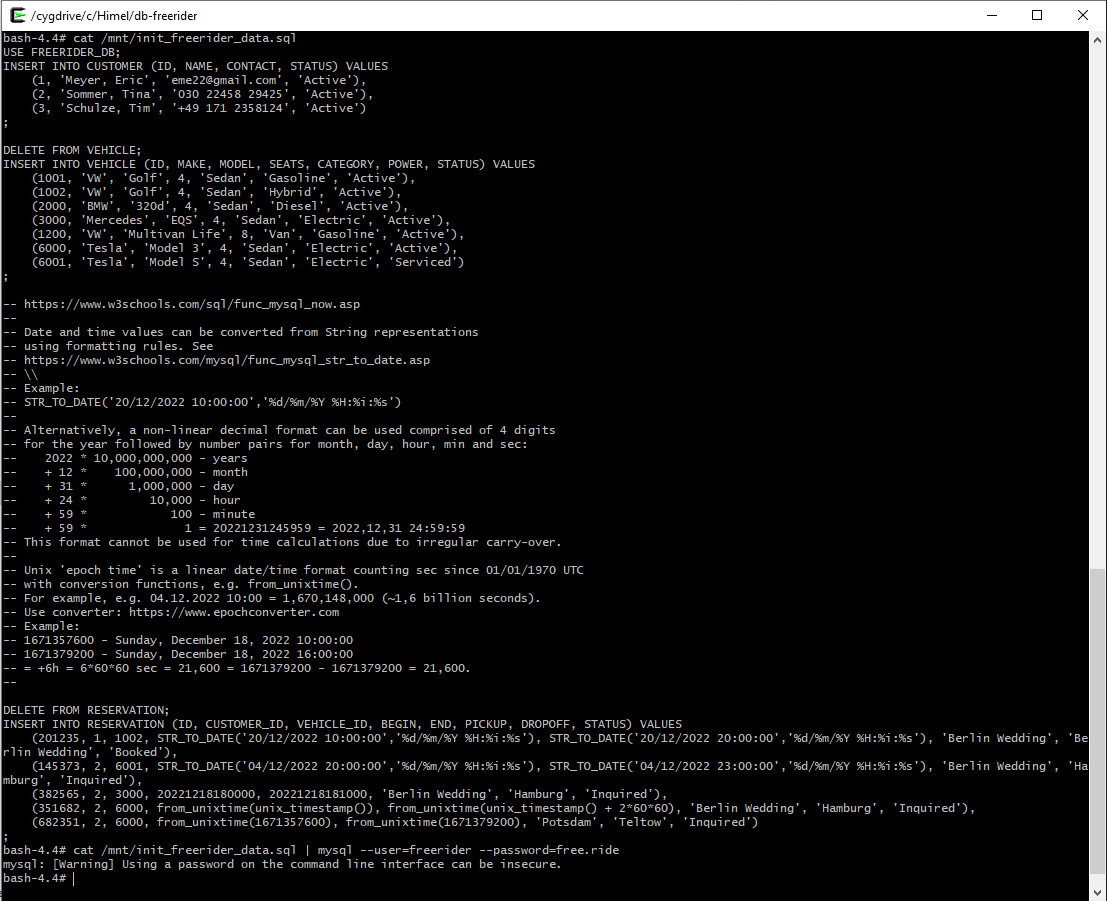 /cygdrive/c/Himel/db-freerider
bash-4.4# cat /mnt/init_freerider_data.sql
USE FREERIDER_DB;
INSERT INTO CUSTOMER (ID, NAME, CONTACT, STATUS) VALUES
    (1, 'Meyer, Eric', 'eme22@gmail.com', 'Active'),
    (2, 'Sommer, Tina', '030 22458 29425', 'Active'),
    (3, 'Schulze, Tim', '+49 171 2358124', 'Active')
;

DELETE FROM VEHICLE;
INSERT INTO VEHICLE (ID, MAKE, MODEL, SEATS, CATEGORY, POWER, STATUS) VALUES
    (1001, 'VW', 'Golf', 4, 'Sedan', 'Gasoline', 'Active'),
    (1002, 'VW', 'Golf', 4, 'Sedan', 'Hybrid', 'Active'),
    (2000, 'BMW', '320d', 4, 'Sedan', 'Diesel', 'Active'),
    (3000, 'Mercedes', 'EQS', 4, 'Sedan', 'Electric', 'Active'),
    (1200, 'VW', 'Multivan Life', 8, 'Van', 'Gasoline', 'Active'),
    (6000, 'Tesla', 'Model 3', 4, 'Sedan', 'Electric', 'Active'),
    (6001, 'Tesla', 'Model S', 4, 'Sedan', 'Electric', 'Serviced')
;

-- https://www.w3schools.com/sql/func_mysql_now.asp
--
-- Date and time values can be converted from String representations
-- using formatting rules. See
-- https://www.w3schools.com/mysql/func_mysql_str_to_date.asp
-- \\
-- Example:
-- STR_TO_DATE('20/12/2022 10:00:00','%d/%m/%Y %H:%i:%s')
--
-- Alternatively, a non-linear decimal format can be used comprised of 4 digits
-- for the year followed by number pairs for month, day, hour, min and sec:
--    2022 * 10,000,000,000 - years
--    + 12 *    100,000,000 - month
--    + 31 *      1,000,000 - day
--    + 24 *         10,000 - hour
--    + 59 *            100 - minute
--    + 59 *              1 = 20221231245959 = 2022,12,31 24:59:59
-- This format cannot be used for time calculations due to irregular carry-over.
--
-- Unix 'epoch time' is a linear date/time format counting sec since 01/01/1970 UTC
-- with conversion functions, e.g. from_unixtime().
-- For example, e.g. 04.12.2022 10:00 = 1,670,148,000 (~1,6 billion seconds).
-- Use converter: https://www.epochconverter.com
-- Example:
-- 1671357600 - Sunday, December 18, 2022 10:00:00
-- 1671379200 - Sunday, December 18, 2022 16:00:00
-- = +6h = 6*60*60 sec = 21,600 = 1671379200 - 1671379200 = 21,600.
--

DELETE FROM RESERVATION;
INSERT INTO RESERVATION (ID, CUSTOMER_ID, VEHICLE_ID, BEGIN, END, PICKUP, DROPOFF, STATUS) VALUES
    (201235, 1, 1002, STR_TO_DATE('20/12/2022 10:00:00','%d/%m/%Y %H:%i:%s'), STR_TO_DATE('20/12/2022 20:00:00','%d/%m/%Y %H:%i:%s'), 'Berlin Wedding', 'Be
rlin Wedding', 'Booked'),
    (145373, 2, 6001, STR_TO_DATE('04/12/2022 20:00:00','%d/%m/%Y %H:%i:%s'), STR_TO_DATE('04/12/2022 23:00:00','%d/%m/%Y %H:%i:%s'), 'Berlin Wedding', 'Ha
mburg', 'Inquired'),
    (382565, 2, 3000, 20221218180000, 20221218181000, 'Berlin Wedding', 'Hamburg', 'Inquired'),
    (351682, 2, 6000, from_unixtime(unix_timestamp()), from_unixtime(unix_timestamp() + 2*60*60), 'Berlin Wedding', 'Hamburg', 'Inquired'),
    (682351, 2, 6000, from_unixtime(1671357600), from_unixtime(1671379200), 'Potsdam', 'Teltow', 'Inquired')
;
bash-4.4# cat /mnt/init_freerider_data.sql | mysql --user=freerider --password=free.ride
mysql: [Warning] Using a password on the command line interface can be insecure.
bash-4.4#